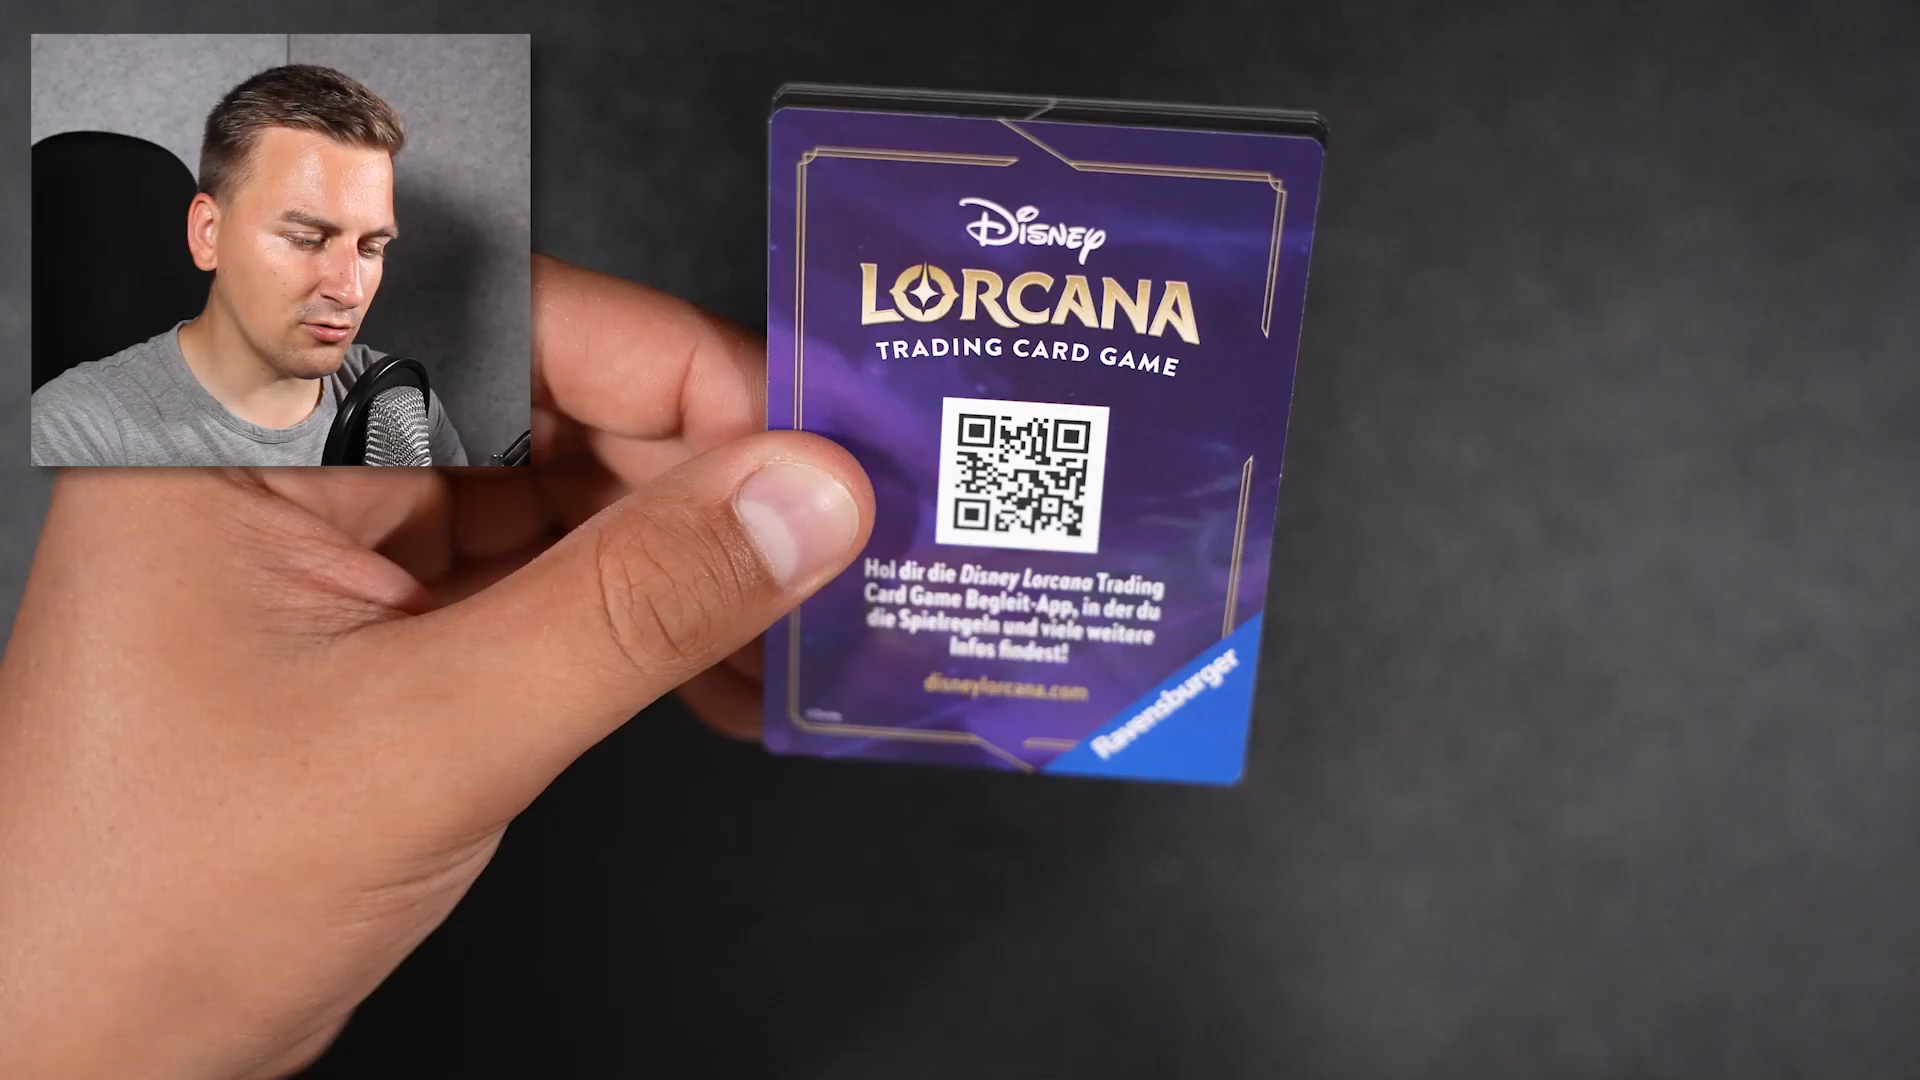 Disney
LORCANA
TRADING CARD GAME
Hol dir die Disney Lorcana Trading
Card Game Begleit-App, in der du
die Spielregeln und viele weitere
Infos findest!
disneylorcana.com
Ravensburger